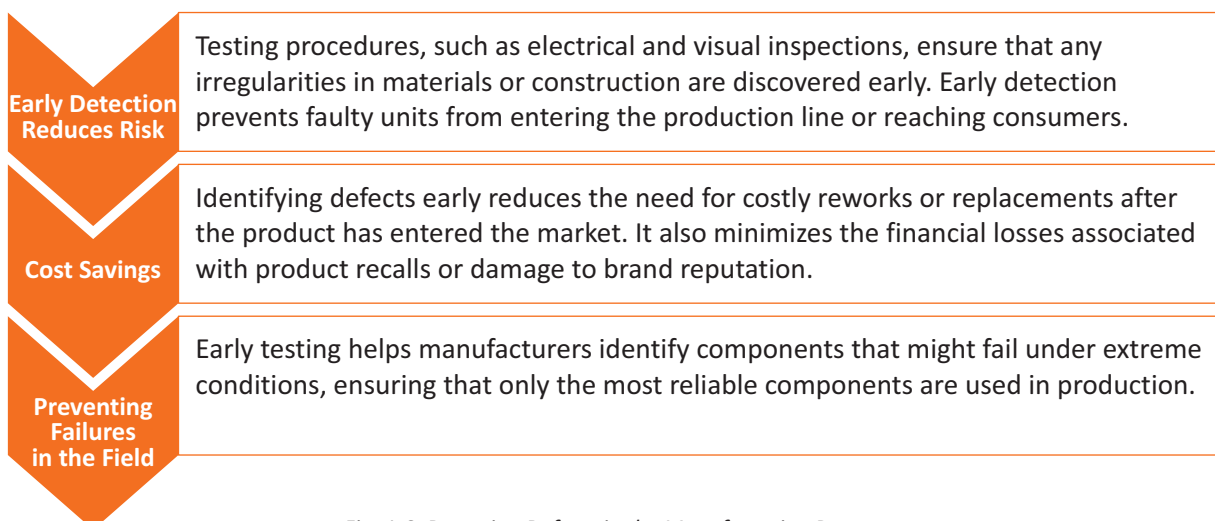 Early Detection
Reduces Risk
Testing procedures, such as electrical and visual inspections, ensure that any
irregularities in materials or construction are discovered early. Early detection
prevents faulty units from entering the production line or reaching consumers.
Cost Savings
Identifying defects early reduces the need for costly reworks or replacements after
the product has entered the market. It also minimizes the financial losses associated
with product recalls or damage to brand reputation.
Preventing
Failures
in the Field
Early testing helps manufacturers identify components that might fail under extreme
conditions, ensuring that only the most reliable components are used in production.